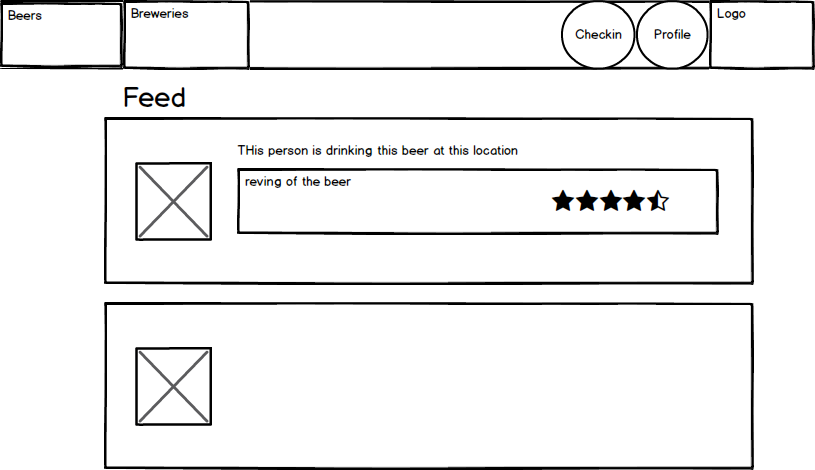 Beers
Breweries
Checkin
Profile
Logo
Feed
THis person is drinking this beer at this location
reving of the beer